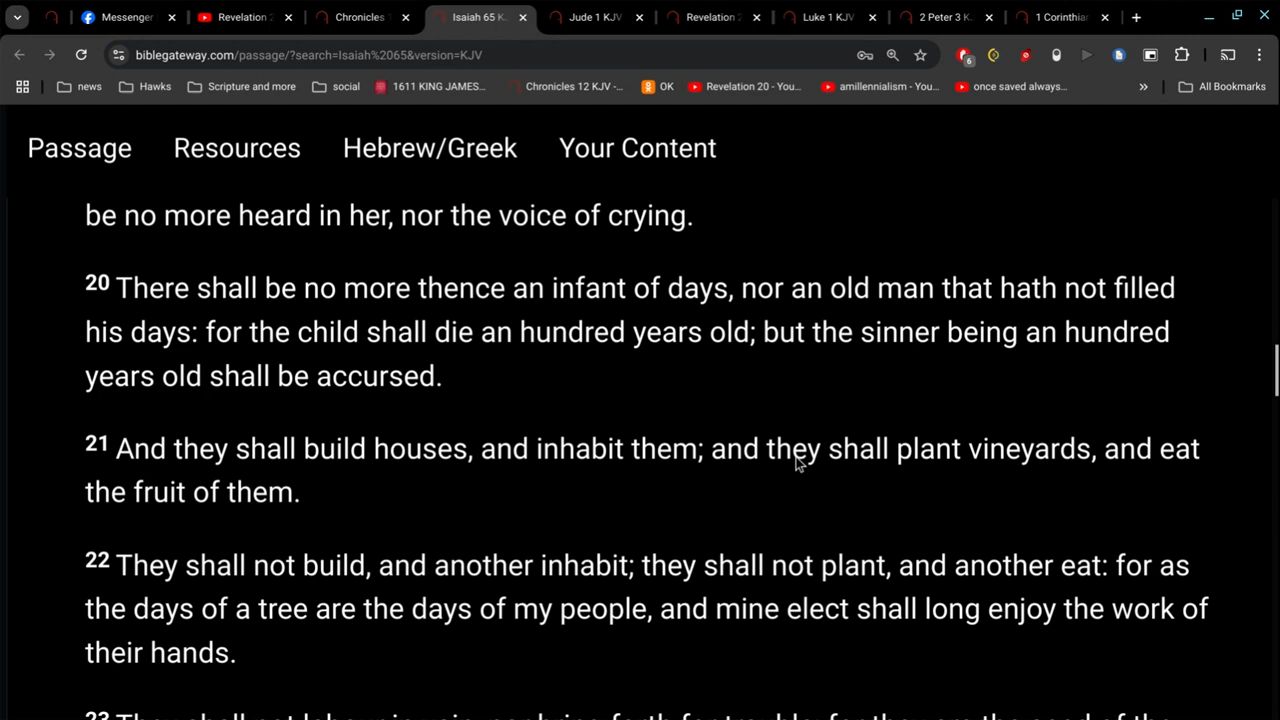 Messenger
Revelation 2
Chronicles 1
Isaiah 65 K
Jude 1 KJV
Revelation 2
Luke 1 KJV
2 Peter 3 K
1 Corinthian
biblegateway.com/passage/?search=Isaiah%2065&version=KJV
6
news
Hawks
Scripture and more
social
1611 KING JAMES...
Chronicles 12 KJV -...
OK
Revelation 20 - You...
amillennialism - You...
once saved always...
»
All Bookmarks
Passage Resources Hebrew/Greek Your Content
be no more heard in her, nor the voice of crying.
20 There shall be no more thence an infant of days, nor an old man that hath not filled
his days: for the child shall die an hundred years old; but the sinner being an hundred
years old shall be accursed.
21 And they shall build houses, and inhabit them; and they shall plant vineyards, and eat
the fruit of them.
22 They shall not build, and another inhabit; they shall not plant, and another eat: for as
the days of a tree are the days of my people, and mine elect shall long enjoy the work of
their hands.